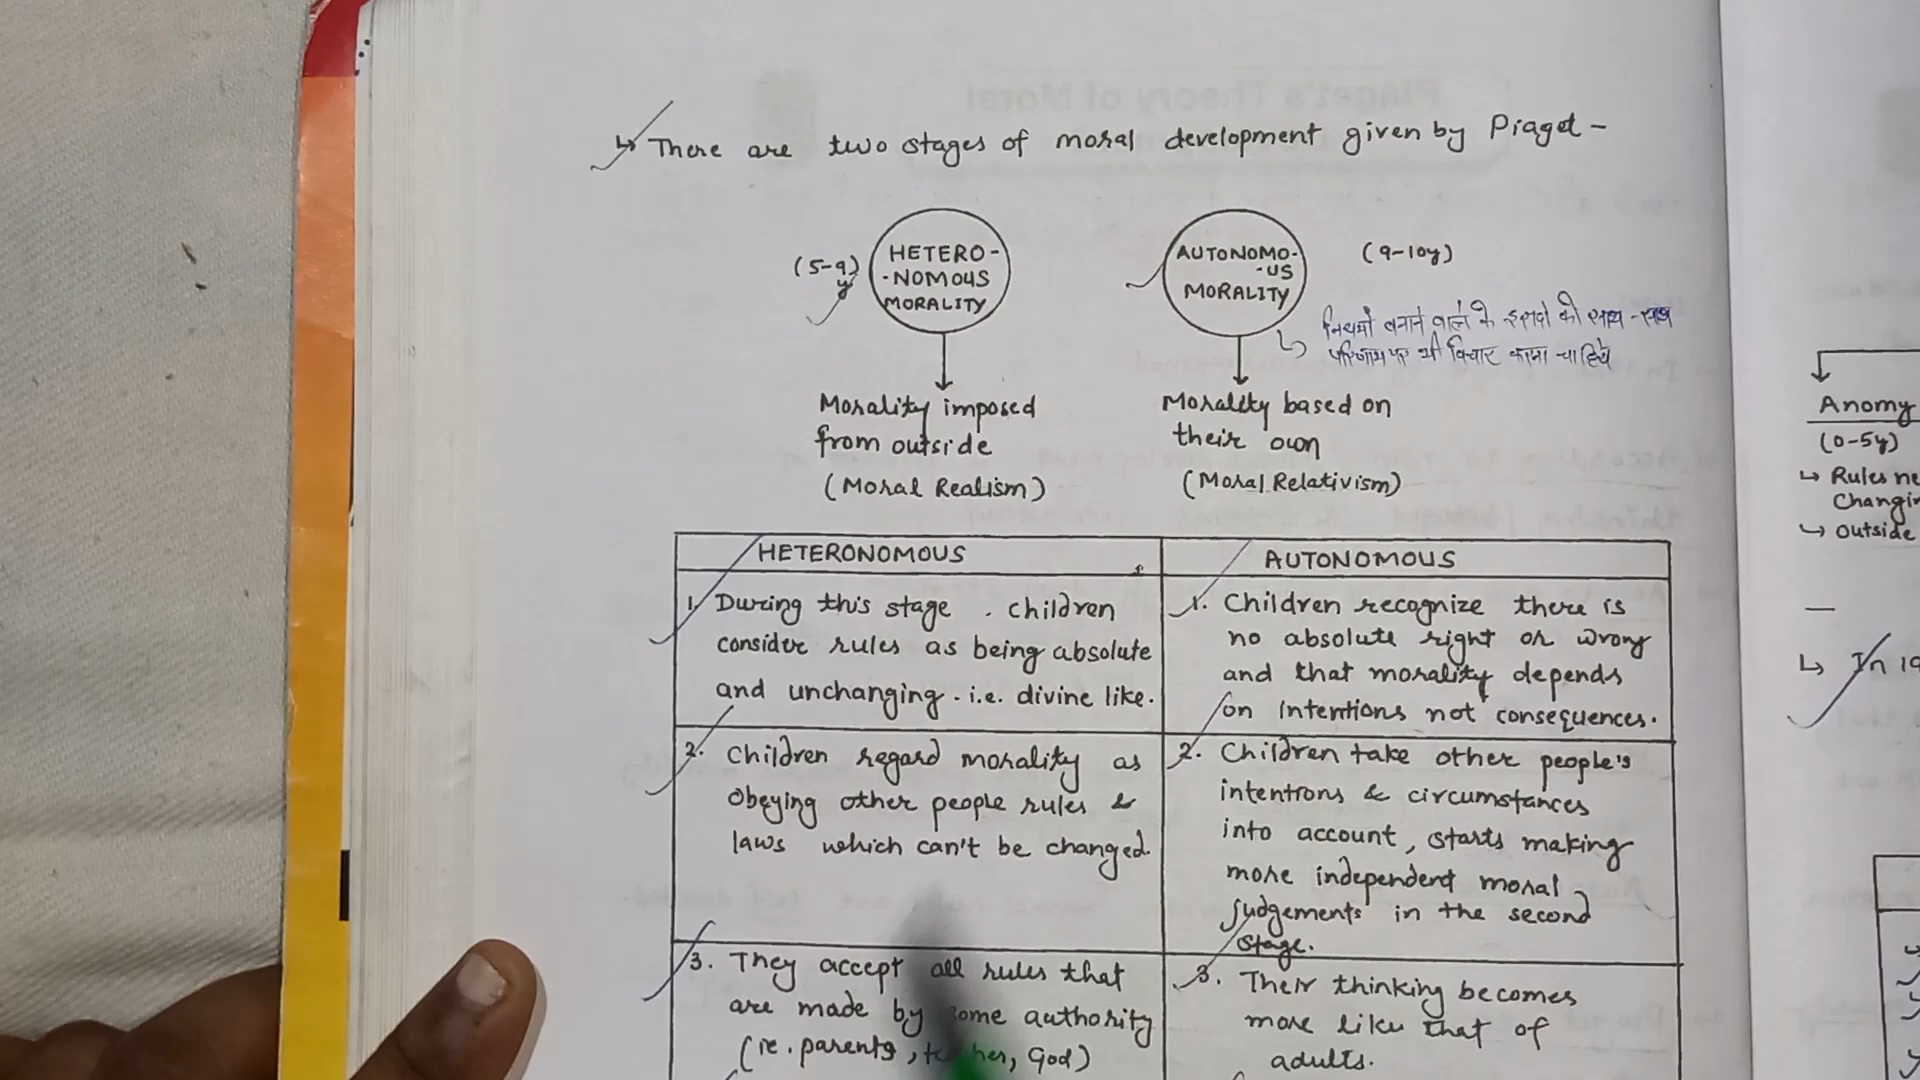 ↳ There are two stages of moral development given by Piaget -
(5-9)
y
HETERO-
-NOMOUS
MORALITY
AUTONOMO-
-US
MORALITY
(9-10y)
↳ नियमों बनाने वाले के इरादों को साथ-साथ
परिणाम पर भी विचार करना चाहिये
Morality imposed
from outside
(Moral Realism)
Morality based on
their own
(Moral Relativism)
HETERONOMOUS
1. During this stage . children
consider rules as being absolute
and unchanging . i.e. divine like.
2. Children regard morality as
obeying other people rules &
laws which can't be changed.
3. They accept all rules that
are made by some authority
(ie. parents, teacher, God)
AUTONOMOUS
1. Children recognize there is
no absolute right or wrong
and that morality depends
on intentions not consequences.
2. Children take other people's
intentions & circumstances
into account, starts making
more independent moral
judgements in the second
stage.
3. Their thinking becomes
more like that of
adults.
Anomy
(0-5y)
↳ Rules
↳ outside
↳ In